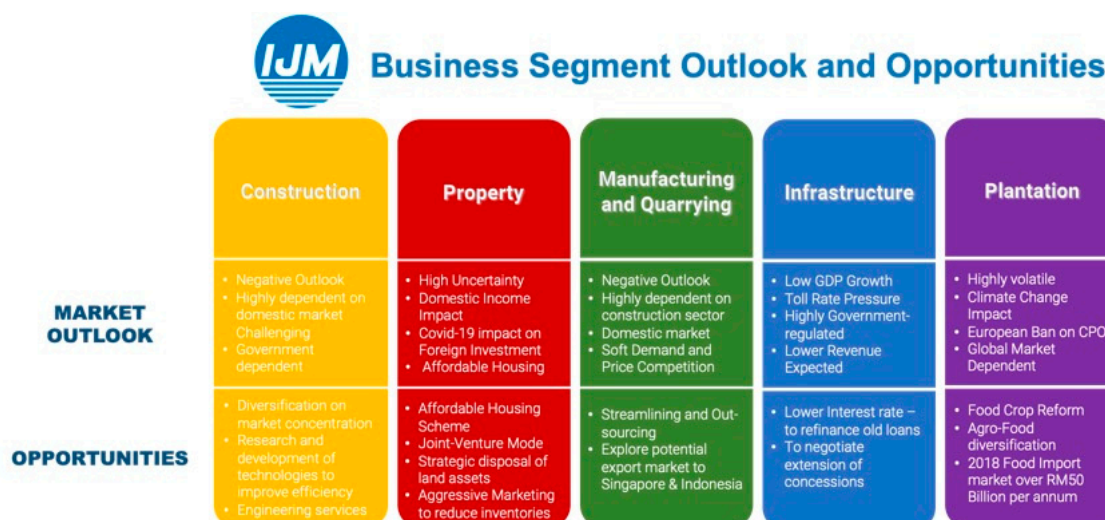 IJM
Business Segment Outlook and Opportunities
Construction
Property
Manufacturing
and Quarrying
Infrastructure
Plantation
MARKET
OUTLOOK
• Negative Outlook
• Highly dependent on
domestic market
Challenging
• Government
dependent
• High Uncertainty
• Domestic Income
Impact
• Covid-19 impact on
Foreign Investment
• Affordable Housing
• Negative Outlook
• Highly dependent on
construction sector
• Domestic market
• Soft Demand and
Price Competition
• Low GDP Growth
• Toll Rate Pressure
• Highly Government-
regulated
• Lower Revenue
Expected
• Highly volatile
• Climate Change
Impact
• European Ban on CPO
• Global Market
Dependent
OPPORTUNITIES
• Diversification on
market concentration
• Research and
development of
technologies to
improve efficiency
• Engineering services
• Affordable Housing
Scheme
• Joint-Venture Mode
• Strategic disposal of
land assets
• Aggressive Marketing
to reduce inventories
• Streamlining and Out-
sourcing
• Explore potential
export market to
Singapore & Indonesia
• Lower Interest rate –
to refinance old loans
• To negotiate
extension of
concessions
• Food Crop Reform
• Agro-Food
diversification
• 2018 Food Import
market over RM50
Billion per annum